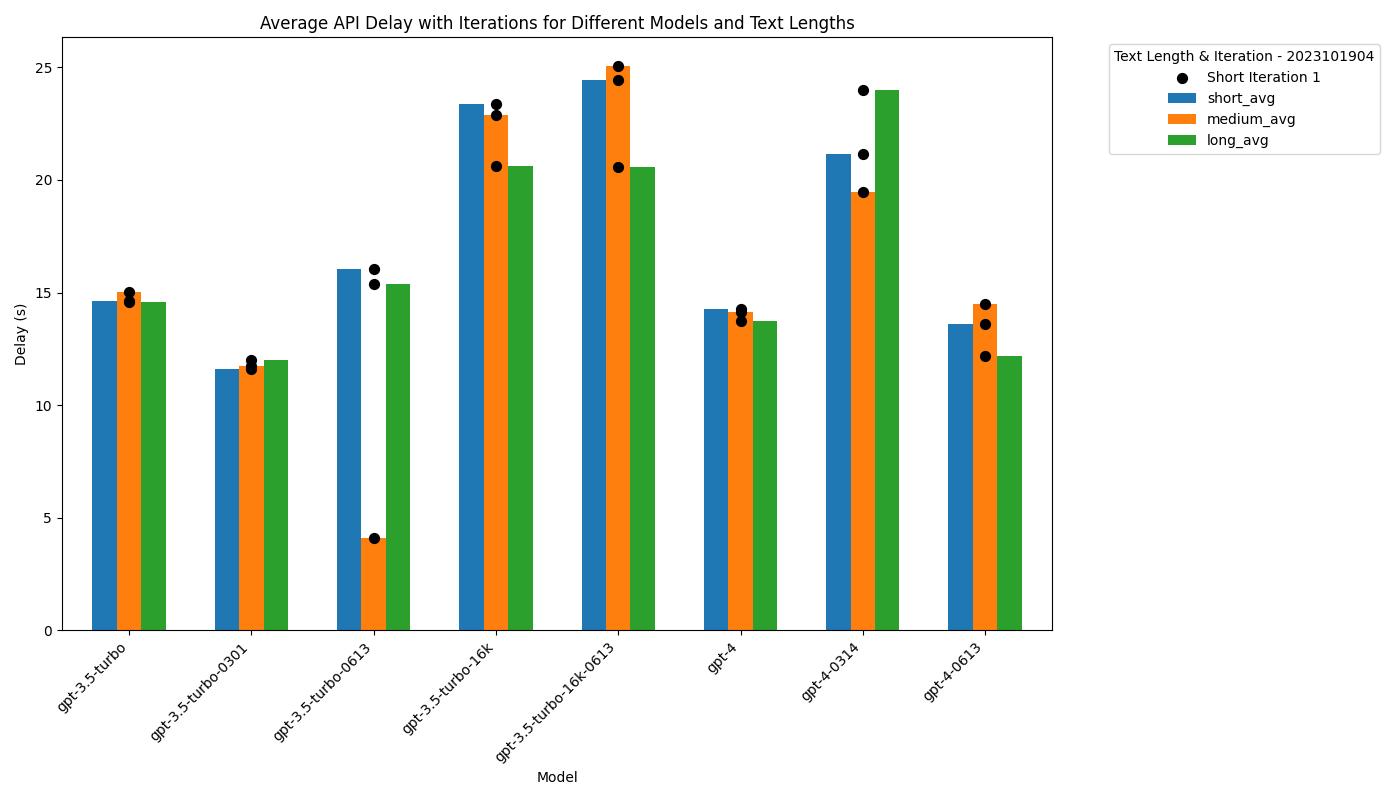 Average API Delay with Iterations for Different Models and Text Lengths
Text Length & Iteration - 2023101904
Short Iteration 1
short_avg
medium_avg
long_avg
Delay (s)
25
20
15
10
5
0
gpt-3.5-turbo
gpt-3.5-turbo-0301
gpt-3.5-turbo-0613
gpt-3.5-turbo-16k
gpt-3.5-turbo-16k-0613
gpt-4
gpt-4-0314
gpt-4-0613
Model